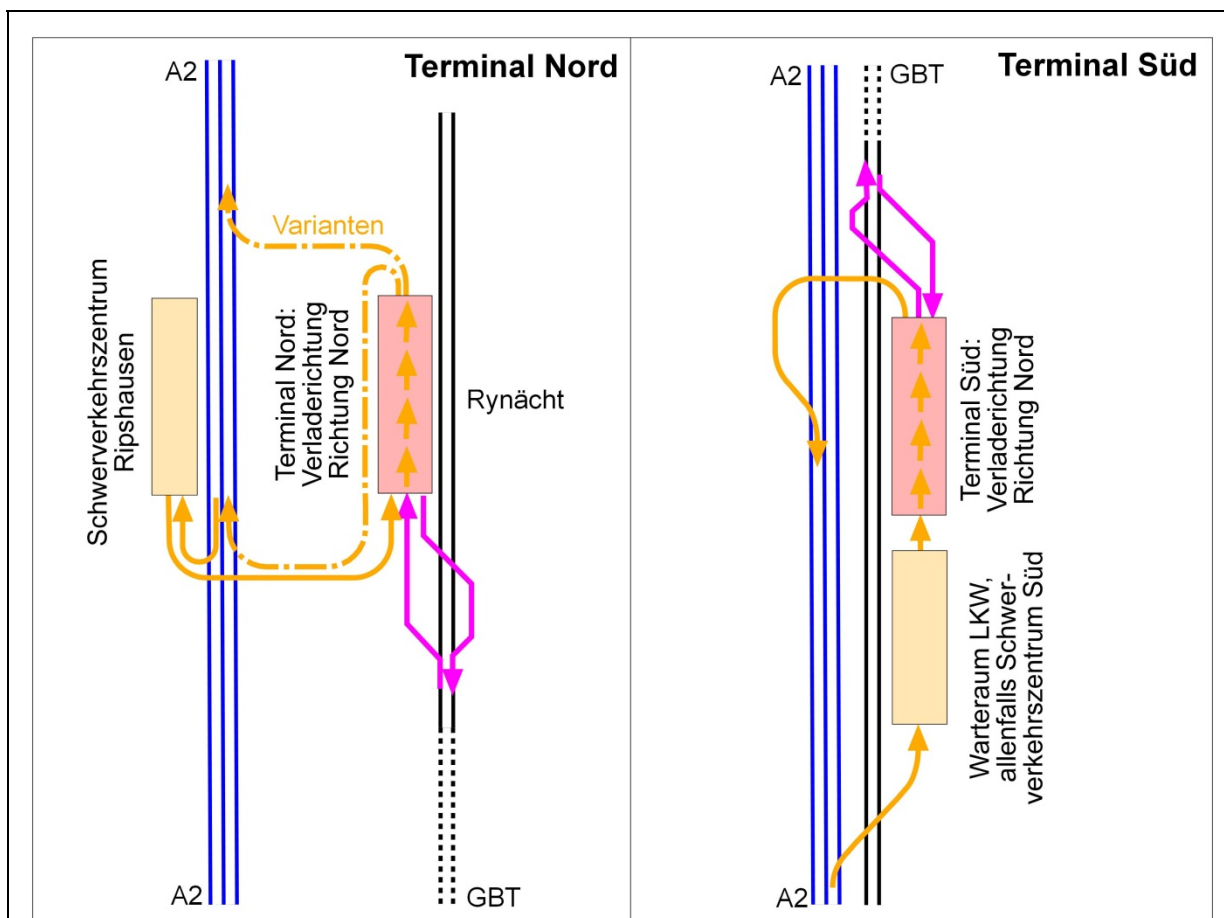 Terminal Nord
A2
Varianten
Schwerverkehrszentrum
Ripshausen
Terminal Nord:
Verladerichtung
Richtung Nord
Rynächt
A2
GBT
Terminal Süd
A2
GBT
Terminal Süd:
Verladerichtung
Richtung Nord
Warteraum LKW,
allenfalls Schwer-
verkehrszentrum Süd
A2